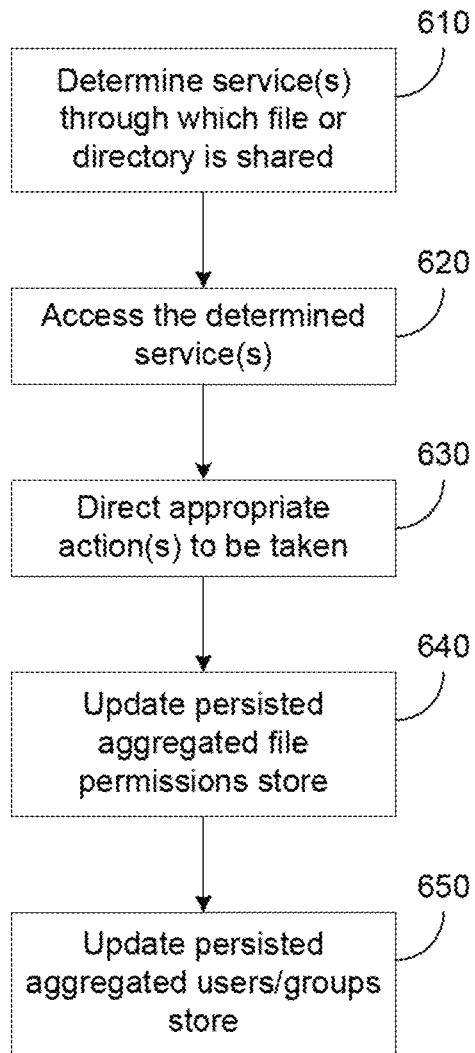 610
Determine service(s)
through which file or
directory is shared
620
Access the determined
service(s)
630
Direct appropriate
action(s) to be taken
640
Update persisted
aggregated file
permissions store
650
Update persisted
aggregated users/groups
store